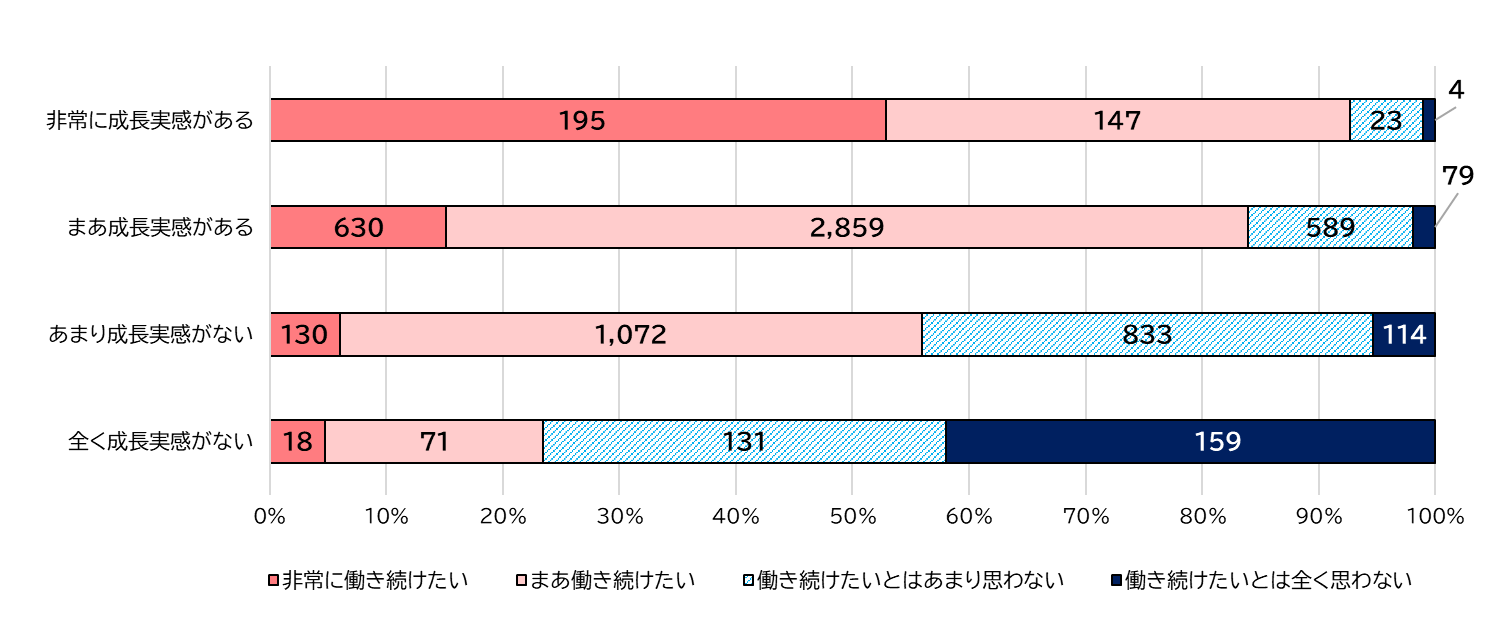 4
非常に成長実感がある 195 147 23
79
まあ成長実感がある 630 2,859 589
あまり成長実感がない 130 1,072 833 114
全く成長実感がない 18 71 131 159
0% 10% 20% 30% 40% 50% 60% 70% 80% 90% 100%
非常に働き続けたい まあ働き続けたい 働き続けたいとはあまり思わない 働き続けたいとは全く思わない